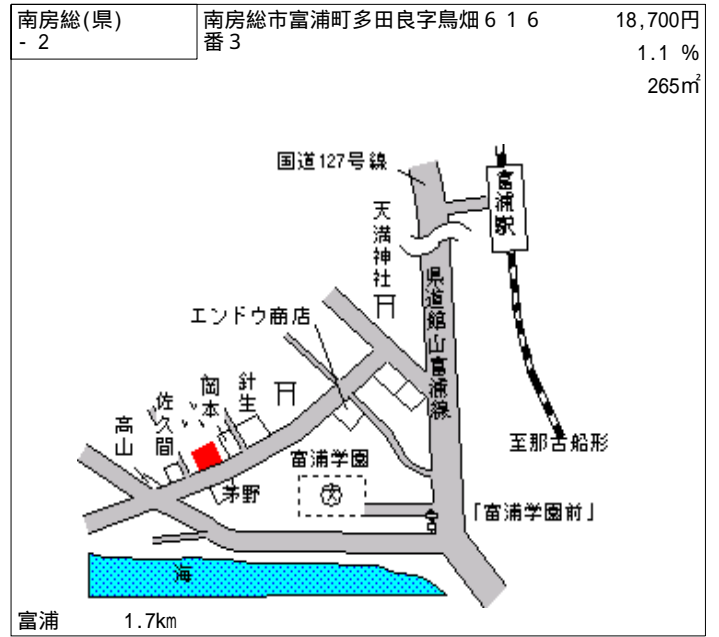 南房総(県)
- 2
南房総市富浦町多田良字鳥畑６１６
番３
18,700円
1.1 %
265㎡
国道127号線
富浦駅
天満神社
県道館山富浦線
エンドウ商店
針生
岡本
佐久間
高山
茅野
富浦学園
至那古船形
「富浦学園前」
海
富浦 1.7km